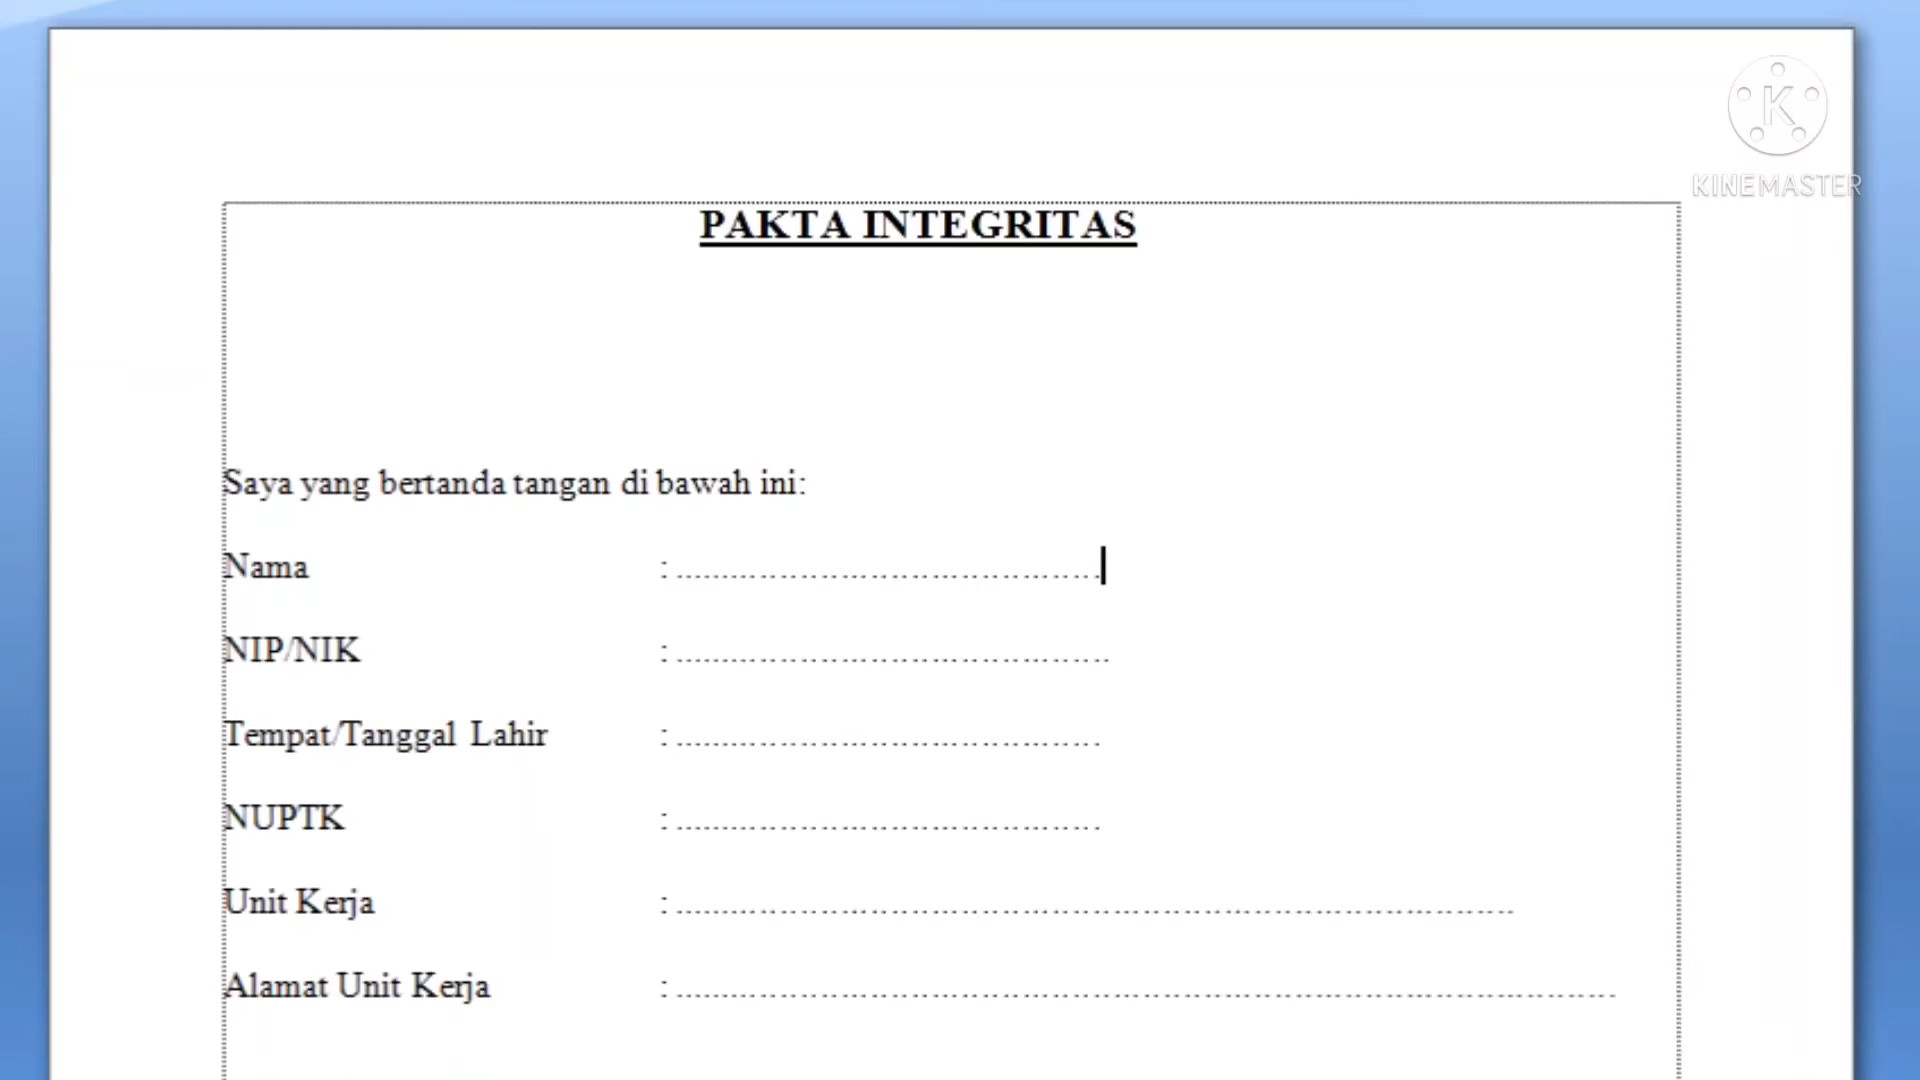 K
KINEMASTER
PAKTA INTEGRITAS
Saya yang bertanda tangan di bawah ini:
Nama : ..........................................
NIP/NIK : ...........................................
Tempat/Tanggal Lahir : ..........................................
NUPTK : ..........................................
Unit Kerja : ...................................................................................
Alamat Unit Kerja : .............................................................................................